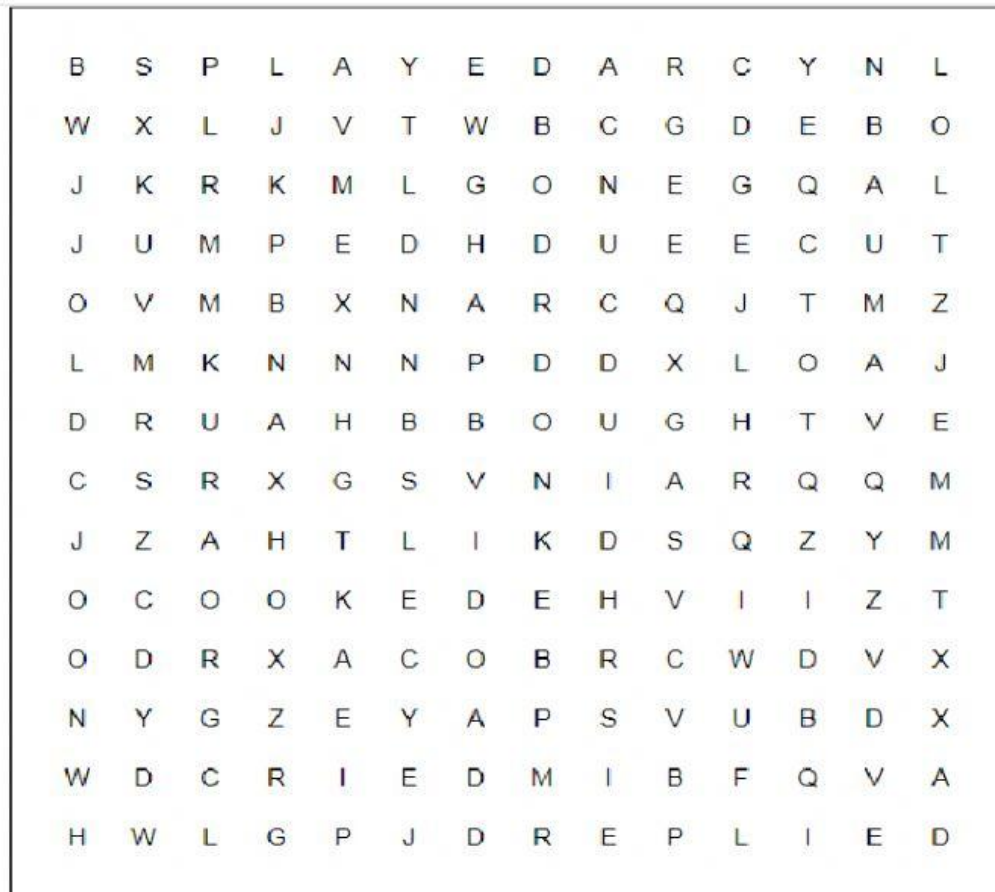 B S P L A Y E D A R C Y N L
W X L J V T W B C G D E B O
J K R K M L G O N E G Q A L
J U M P E D H D U E E C U T
O V M B X N A R C Q J T M Z
L M K N N N P D D X L O A J
D R U A H B B O U G H T V E
C S R X G S V N I A R Q Q M
J Z A H T L I K D S Q Z Y M
O C O O K E D E H V I I Z T
O D R X A C O B R C W D V X
N Y G Z E Y A P S V U B D X
W D C R I E D M I B F Q V A
H W L G P J D R E P L I E D